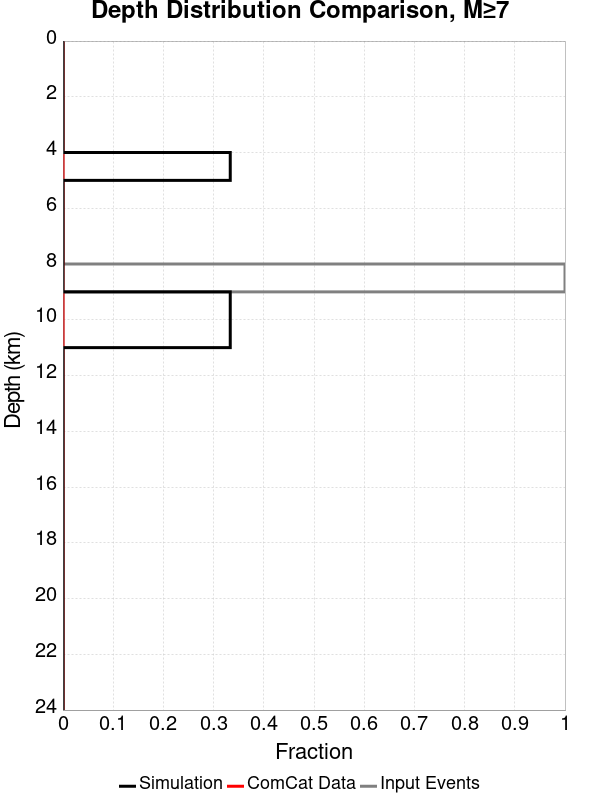 Depth Distribution Comparison, M≥7
0
2
4
6
8
10
12
14
16
18
20
22
24
Depth (km)
0 0.1 0.2 0.3 0.4 0.5 0.6 0.7 0.8 0.9 1
Fraction
Simulation ComCat Data Input Events